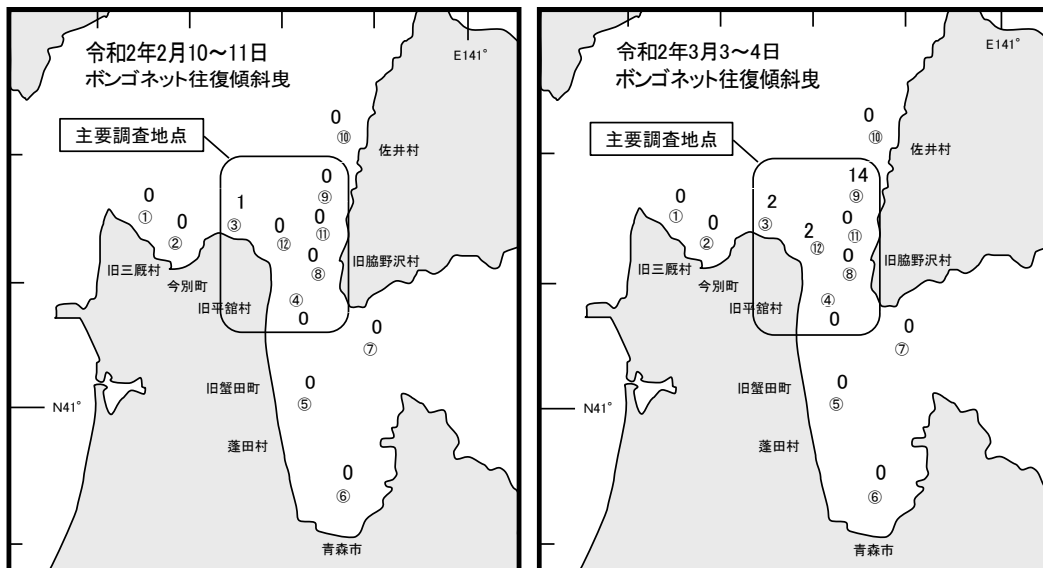 令和2年2月10～11日
ボンゴネット往復傾斜曳
E141°
主要調査地点
0
⑩
佐井村
0
⑨
0
①
0
②
1
③
0
⑫
0
⑪
0
⑧
旧三厩村
今別町
旧平舘村
旧脇野沢村
④
0
0
⑦
0
⑤
旧蟹田町
N41°
蓬田村
0
⑥
青森市
令和2年3月3～4日
ボンゴネット往復傾斜曳
E141°
主要調査地点
0
⑩
佐井村
14
⑨
0
①
0
②
2
③
2
⑫
0
⑪
0
⑧
旧三厩村
今別町
旧平舘村
旧脇野沢村
④
0
0
⑦
0
⑤
旧蟹田町
N41°
蓬田村
0
⑥
青森市